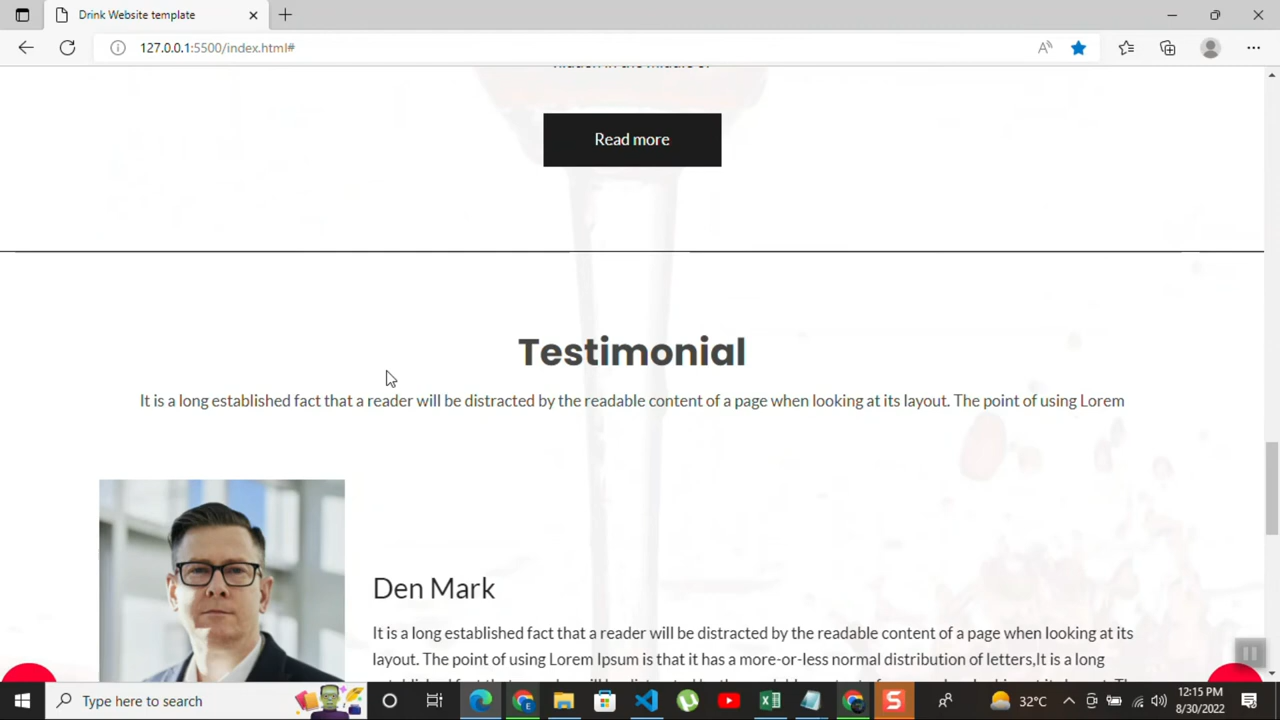 Drink Website template
127.0.0.1:5500/index.html#
Read more
Testimonial
It is a long established fact that a reader will be distracted by the readable content of a page when looking at its layout. The point of using Lorem
Den Mark
It is a long established fact that a reader will be distracted by the readable content of a page when looking at its
layout. The point of using Lorem Ipsum is that it has a more-or-less normal distribution of letters,It is a long
Type here to search
32°C
12:15 PM
8/30/2022